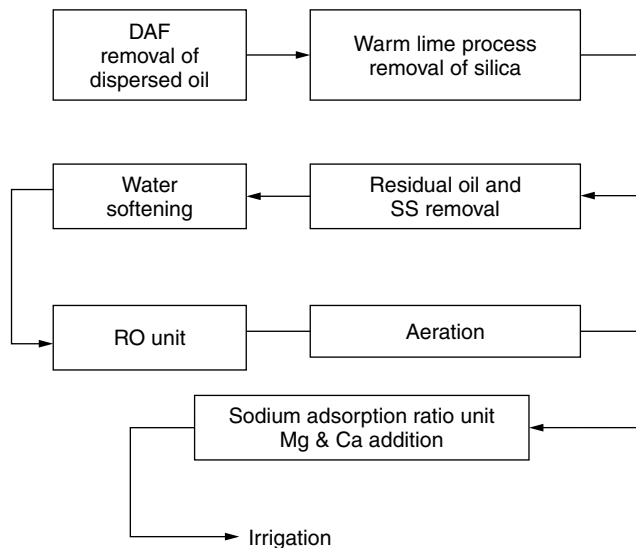 DAF
removal of
dispersed oil
Warm lime process
removal of silica
Water
softening
Residual oil and
SS removal
RO unit
Aeration
Sodium adsorption ratio unit
Mg & Ca addition
Irrigation